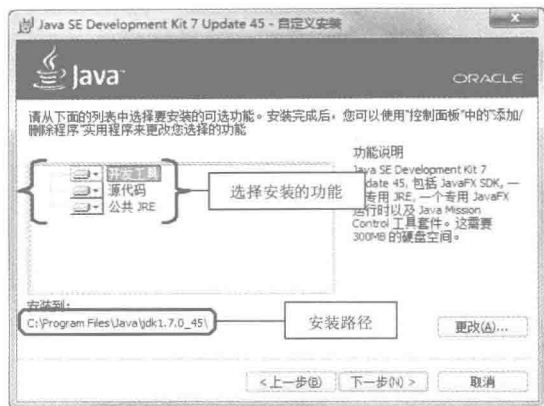 Java SE Development Kit 7 Update 45 - 自定义安装
Java
ORACLE
请从下面的列表中选择要安装的可选功能。安装完成后，您可以使用"控制面板"中的"添加/
删除程序"实用程序来更改您选择的功能
开发工具
源代码
公共 JRE
选择安装的功能
功能说明
Java SE Development Kit 7
Update 45, 包括 JavaFX SDK, 一
专用 JRE, 一个专用 JavaFX
运行时以及 Java Mission
Control 工具套件。这需要
300MB 的硬盘空间。
安装到:
C:\Program Files\Java\jdk1.7.0_45\
安装路径
更改(A)...
<上一步(B)
下一步(N) >
取消